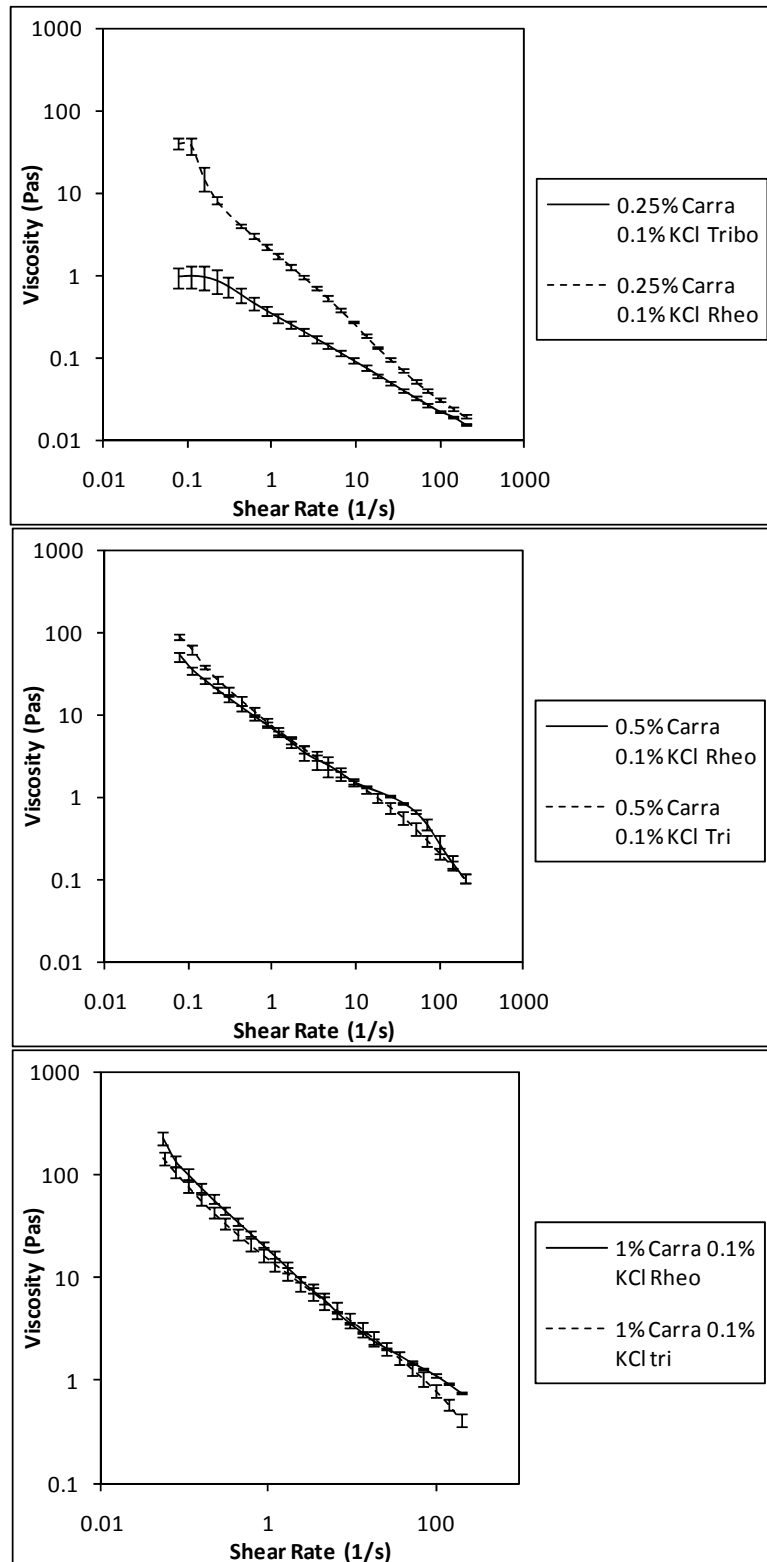 1000
100
10
1
0.1
0.01
Viscosity (Pas)
0.01 0.1 1 10 100 1000
Shear Rate (1/s)
0.25% Carra
0.1% KCl Tribo
0.25% Carra
0.1% KCl Rheo
1000
100
10
1
0.1
0.01
Viscosity (Pas)
0.01 0.1 1 10 100 1000
Shear Rate (1/s)
0.5% Carra
0.1% KCl Rheo
0.5% Carra
0.1% KCl Tri
1000
100
10
1
0.1
Viscosity (Pas)
0.01 1 100
Shear Rate (1/s)
1% Carra 0.1%
KCl Rheo
1% Carra 0.1%
KCl tri